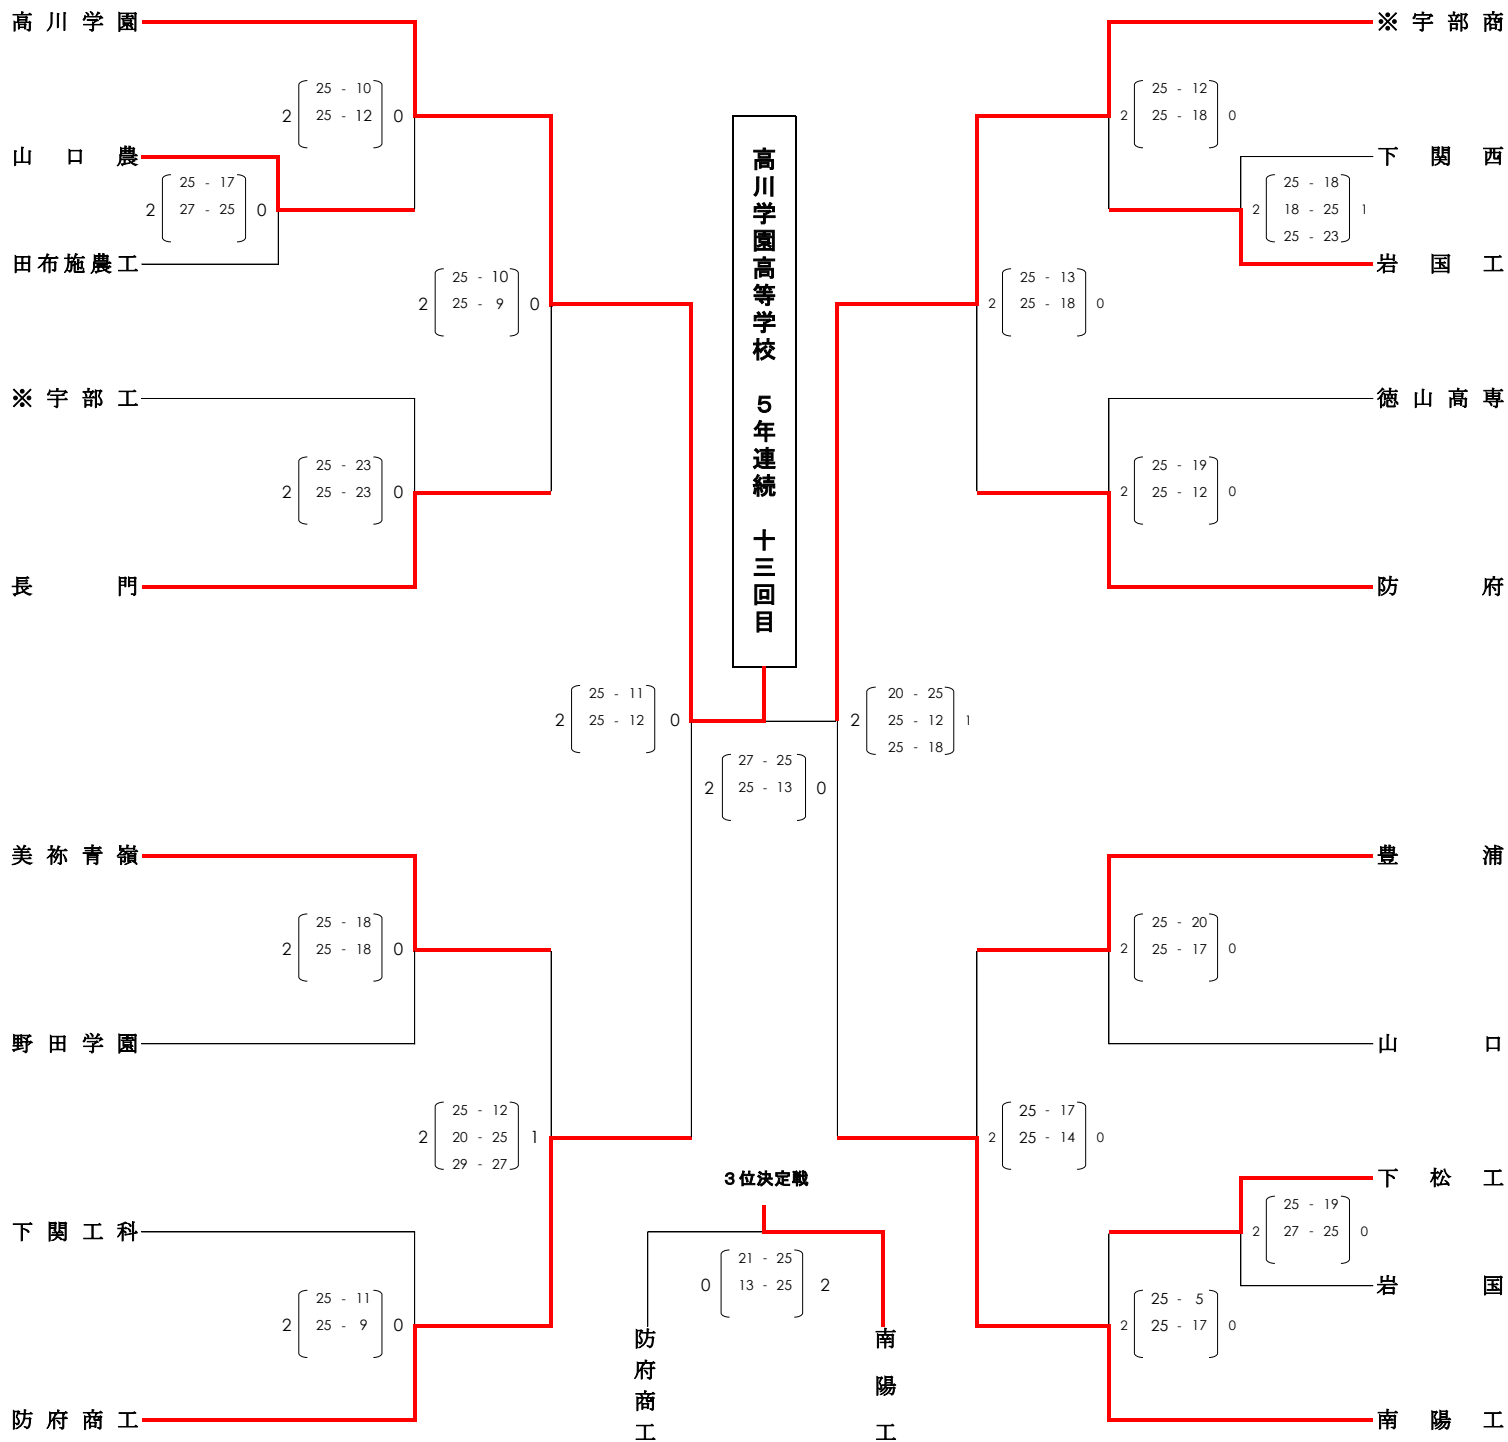 高川学園
25 - 10
2 25 - 12 0
山口農
25 - 17
2 27 - 25 0
田布施農工
25 - 10
2 25 - 9 0
※宇部工
25 - 23
2 25 - 23 0
長門
25 - 11
2 25 - 12 0
美祢青嶺
25 - 18
2 25 - 18 0
野田学園
25 - 12
2 20 - 25 1
29 - 27
下関工科
25 - 11
2 25 - 9 0
防府商工
高川学園高等学校 5年連続 十三回目
27 - 25
2 25 - 13 0
3位決定戦
21 - 25
0 13 - 25 2
防府商工
南陽工
※宇部商
25 - 12
2 25 - 18 0
下関西
25 - 18
2 18 - 25 1
25 - 23
岩国工
25 - 13
2 25 - 18 0
徳山高専
25 - 19
2 25 - 12 0
防府
20 - 25
2 25 - 12 1
25 - 18
豊浦
25 - 20
2 25 - 17 0
山口
25 - 17
2 25 - 14 0
下松工
25 - 19
2 27 - 25 0
岩国
25 - 5
2 25 - 17 0
南陽工